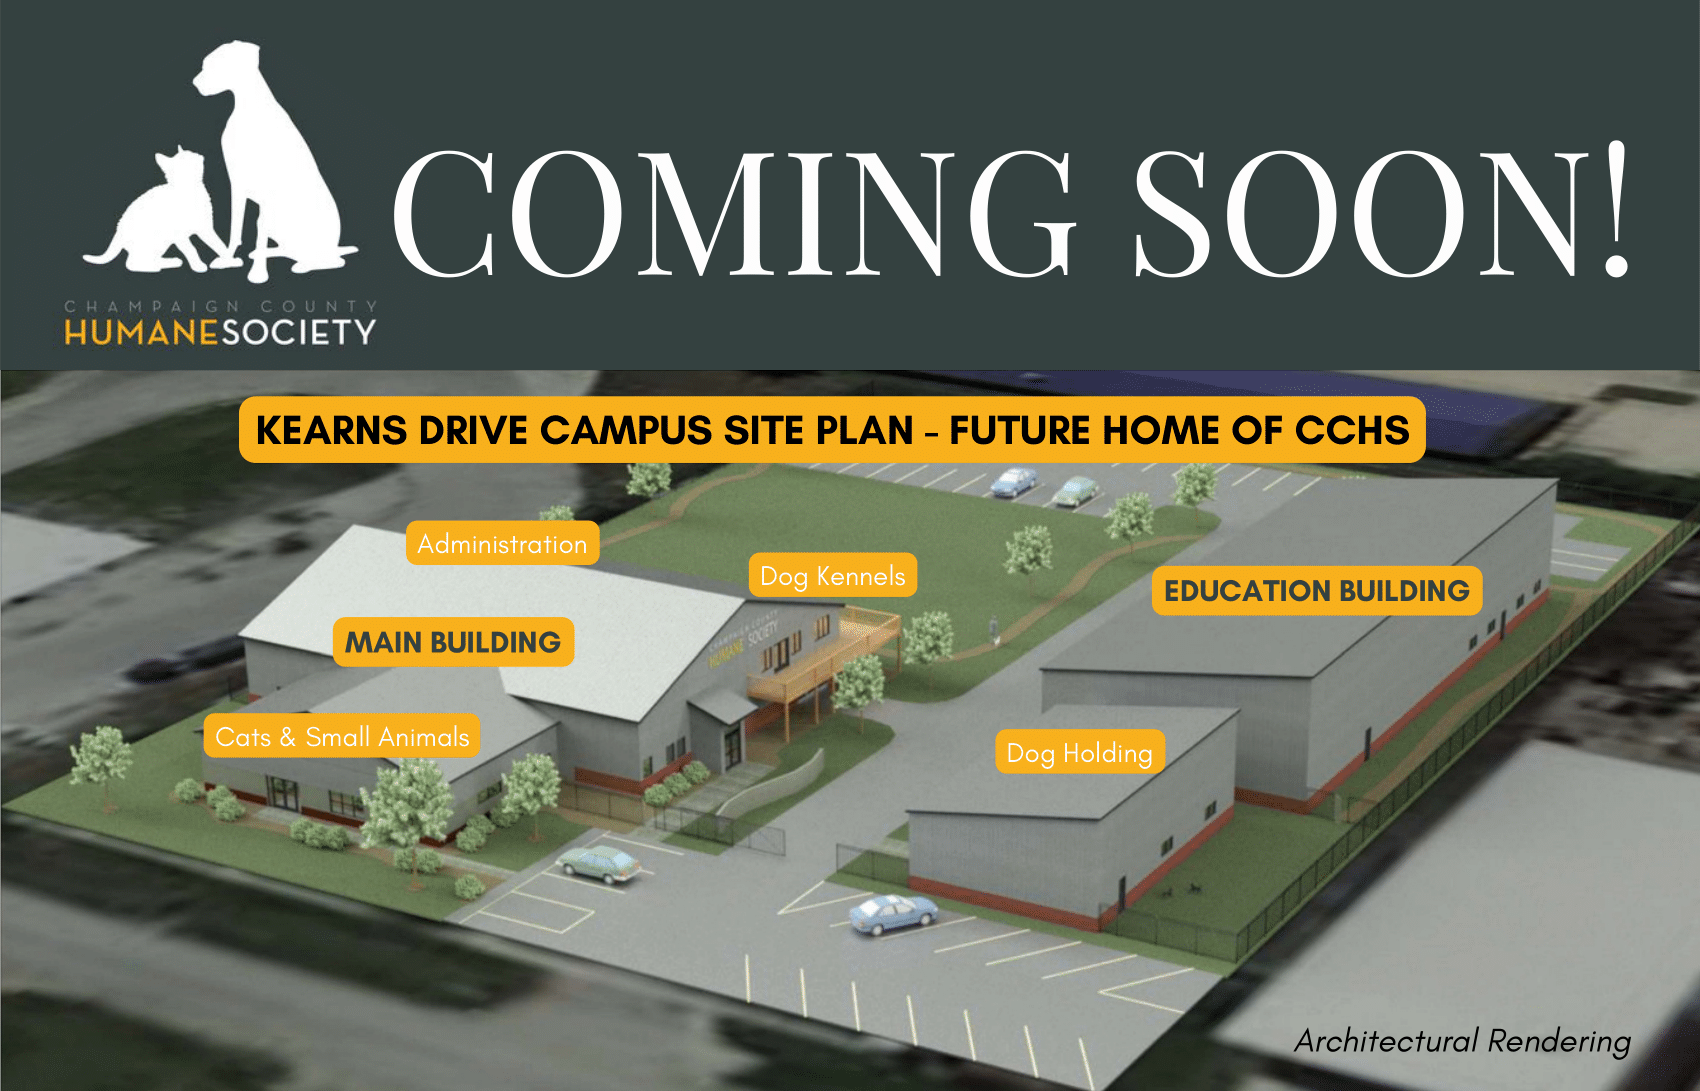 COMING SOON!
CHAMPAIGN COUNTY
HUMANESOCIETY
KEARNS DRIVE CAMPUS SITE PLAN - FUTURE HOME OF CCHS
Administration
Dog Kennels
EDUCATION BUILDING
MAIN BUILDING
CHAMPAIGN COUNTY
HUMANE SOCIETY
Cats & Small Animals
Dog Holding
Architectural Rendering